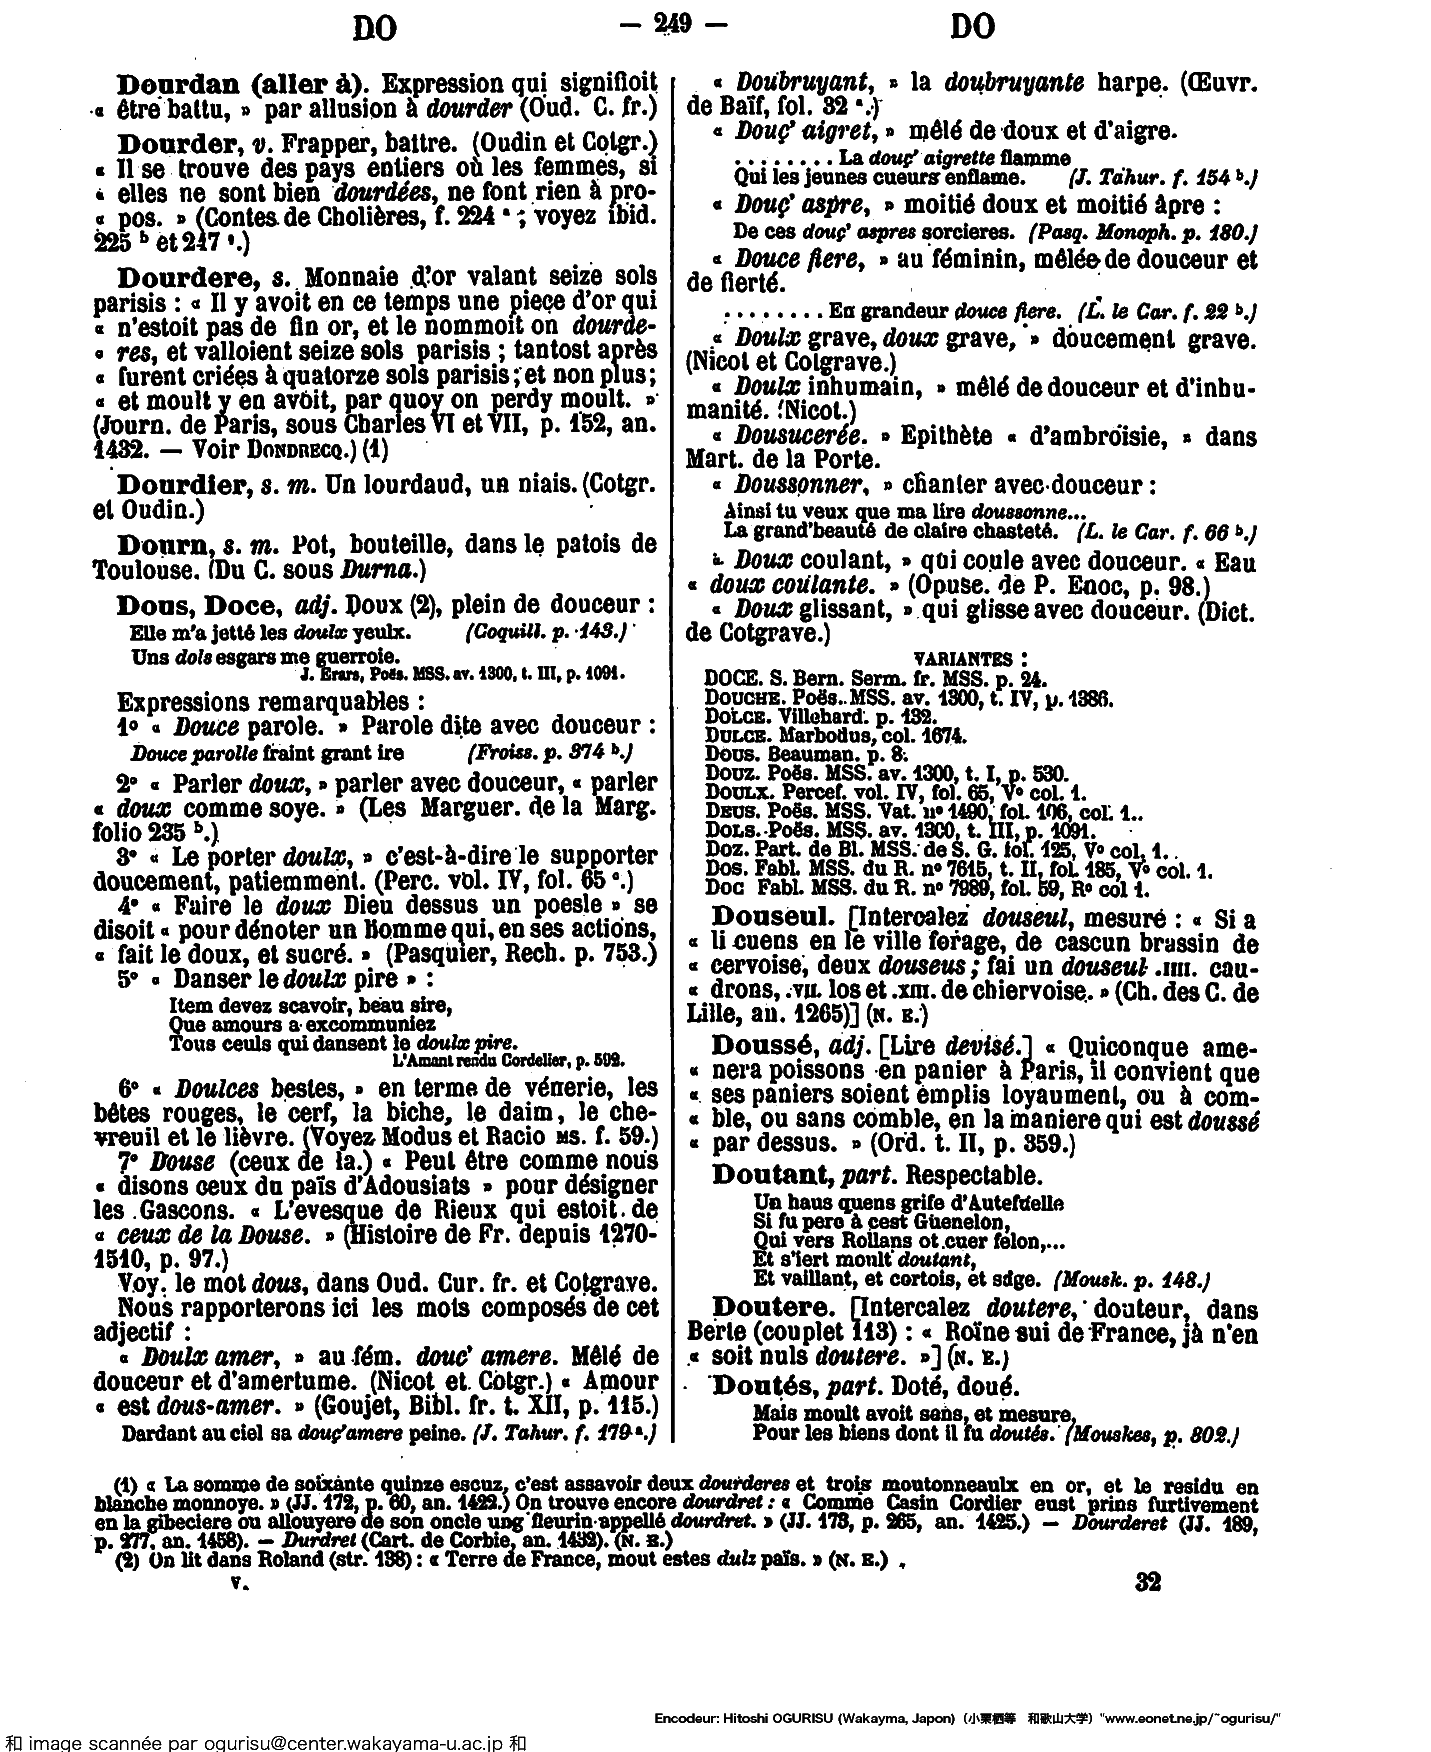 DO
— 249 —
DO
Dourdan (aller à). Expression qui signifioit
« être battu, » par allusion à dourder (Oud. C. fr.)
Dourder, v. Frapper, battre. (Oudin et Cotgr.)
« Il se trouve des pays entiers où les femmes, si
« elles ne sont bien dourdées, ne font rien à pro-
« pos. » (Contes de Cholières, f. 224 ª ; voyez ibid.
225 ᵇ et 247 ª.)
Dourdere, s. Monnaie d'or valant seize sols
parisis : « Il y avoit en ce temps une piece d'or qui
« n'estoit pas de fin or, et le nommoit on dourde-
« res, et valloient seize sols parisis ; tantost après
« furent criées à quatorze sols parisis ; et non plus ;
« et moult y en avoit, par quoy on perdy moult. »
(Journ. de Paris, sous Charles VI et VII, p. 152, an.
1432. — Voir DONDRECQ.) (1)
Dourdier, s. m. Un lourdaud, un niais. (Cotgr.
et Oudin.)
Dourn, s. m. Pot, bouteille, dans le patois de
Toulouse. (Du C. sous Durna.)
Dous, Doce, adj. Doux (2), plein de douceur :
Elle m'a jetté les doulx yeulx. (Coquill. p. 143.)
Uns dols esgars me guerroie.
J. Erars, Poës. MSS. av. 1300, t. III, p. 1091.
Expressions remarquables :
1º « Douce parole. » Parole dite avec douceur :
Douce parolle fraint grant ire (Froiss. p. 374 ᵇ.)
2º « Parler doux, » parler avec douceur, « parler
« doux comme soye. » (Les Marguer. de la Marg.
folio 235 ᵇ.)
3º « Le porter doulx, » c'est-à-dire le supporter
doucement, patiemment. (Perc. vol. IV, fol. 65 ª.)
4º « Faire le doux Dieu dessus un poesle » se
disoit « pour dénoter un homme qui, en ses actions,
« fait le doux, et sucré. » (Pasquier, Rech. p. 753.)
5º « Danser le doulx pire » :
Item devez scavoir, beau sire,
Que amours a excommuniez
Tous ceuls qui dansent le doulx pire.
L'Amant rendu Cordelier, p. 592.
6º « Doulces bestes, » en terme de vénerie, les
bêtes rouges, le cerf, la biche, le daim, le che-
vreuil et le lièvre. (Voyez Modus et Racio MS. f. 59.)
7º Douse (ceux de la.) « Peut être comme nous
« disons ceux du païs d'Adousiats » pour désigner
les Gascons. « L'evesque de Rieux qui estoit de
« ceux de la Douse. » (Histoire de Fr. depuis 1270-
1510, p. 97.)
Voy. le mot dous, dans Oud. Cur. fr. et Cotgrave.
Nous rapporterons ici les mots composés de cet
adjectif :
« Doulx amer, » au fém. douc' amere. Mêlé de
douceur et d'amertume. (Nicot et Cotgr.) « Amour
« est dous-amer. » (Goujet, Bibl. fr. t. XII, p. 115.)
Dardant au ciel sa douç'amere peine. (J. Tahur. f. 179 ª.)
« Doubruyant, » la doubruyante harpe. (Œuvr.
de Baïf, fol. 32 ª.)
« Douç' aigret, » mêlé de doux et d'aigre.
........ La douç' aigrette flamme
Qui les jeunes cueurs enflame. (J. Tahur. f. 154 ᵇ.)
« Douç' aspre, » moitié doux et moitié âpre :
De ces douç' aspres sorcieres. (Pasq. Monoph. p. 180.)
« Douce fiere, » au féminin, mêlée de douceur et
de fierté.
........ En grandeur douce fiere. (L. le Car. f. 22 ᵇ.)
« Doulx grave, doux grave, » doucement grave.
(Nicot et Cotgrave.)
« Doulx inhumain, » mêlé de douceur et d'inhu-
manité. (Nicot.)
« Dousucerée. » Epithète « d'ambroisie, » dans
Mart. de la Porte.
« Doussonner, » chanter avec douceur :
Ainsi tu veux que ma lire doussonne...
La grand'beauté de claire chasteté. (L. le Car. f. 66 ᵇ.)
« Doux coulant, » qui coule avec douceur. « Eau
« doux coulante. » (Opusc. de P. Enoc, p. 98.)
« Doux glissant, » qui glisse avec douceur. (Dict.
de Cotgrave.)
VARIANTES :
DOCE. S. Bern. Serm. fr. MSS. p. 24.
DOUCHE. Poës. MSS. av. 1300, t. IV, p. 1386.
DOLCE. Villehard. p. 132.
DULCE. Marbodus, col. 1674.
DOUS. Beauman. p. 8.
DOUZ. Poës. MSS. av. 1300, t. I, p. 530.
DOULX. Percef. vol. IV, fol. 65, Vº col. 1.
DEUS. Poës. MSS. Vat. nº 1490, fol. 106, col. 1.
DOLS. Poës. MSS. av. 1300, t. III, p. 1091.
DOZ. Part. de Bl. MSS. de S. G. fol. 125, Vº col. 1.
DOS. Fabl. MSS. du R. nº 7615, t. II, fol. 185, Vº col. 1.
DOC Fabl. MSS. du R. nº 7989, fol. 59, Rº col 1.
Douseul. [Intercalez douseul, mesure : « Si a
« li cuens en le ville forage, de cascun brassin de
« cervoise, deux douseus ; fai un douseul .IIII. cau-
« drons, .VII. los et .XIII. de chiervoise. » (Ch. des C. de
Lille, an. 1265)] (N. E.)
Doussé, adj. [Lire devisé.] « Quiconque ame-
« nera poissons en panier à Paris, il convient que
« ses paniers soient emplis loyaument, ou à com-
« ble, ou sans comble, en la maniere qui est doussé
« par dessus. » (Ord. t. II, p. 359.)
Doutant, part. Respectable.
Un haus quens grife d'Autefuelle
Si fu pere à cest Guenelon,
Qui vers Rollans ot cuer felon,...
Et s'iert moult doutant,
Et vaillant, et cortois, et sage. (Mousk. p. 148.)
Doutere. [Intercalez doutere, douteur, dans
Berte (couplet 113) : « Roïne sui de France, jà n'en
« soit nuls doutere. »] (N. E.)
Doutés, part. Doté, doué.
Mais moult avoit sens, et mesure,
Pour les biens dont il fu doutés. (Mouskes, p. 802.)
(1) « La somme de soixante quinze escuz, c'est assavoir deux dourderes et trois moutonneaulx en or, et le residu en
blanche monnoye. » (JJ. 172, p. 60, an. 1422.) On trouve encore dourdret : « Comme Casin Cordier eust prins furtivement
en la gibeciere ou allouyere de son oncle ung fleurin appellé dourdret. » (JJ. 173, p. 265, an. 1425.) — Dourderet (JJ. 189,
p. 277. an. 1458). — Durdret (Cart. de Corbie, an. 1432). (N. E.)
(2) On lit dans Roland (str. 138) : « Terre de France, mout estes dulz païs. » (N. E.)
V.
32
Encodeur: Hitoshi OGURISU (Wakayma, Japon) (小栗栖等 和歌山大学) "www.eonet.ne.jp/~ogurisu/"
和 image scannée par ogurisu@center.wakayama-u.ac.jp 和